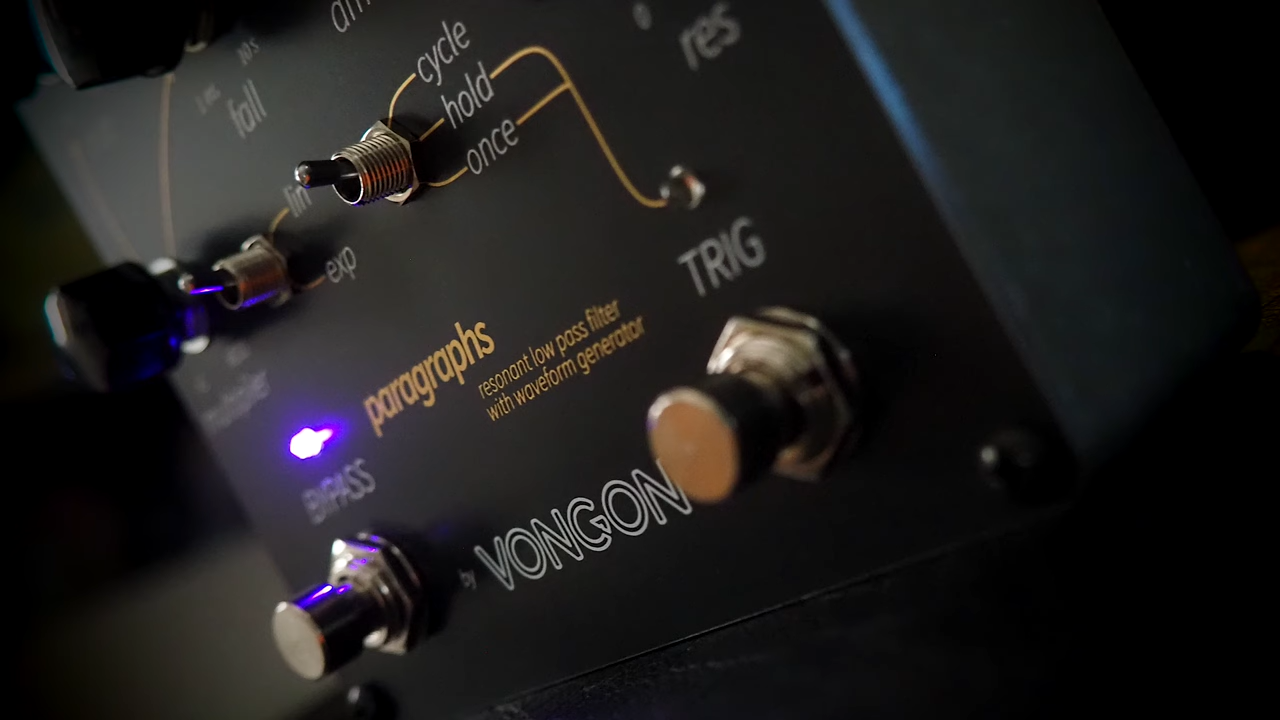 cycle
hold
once
res
fall
lin
exp
TRIG
paragraphs
resonant low pass filter
with waveform generator
BYPASS
by VONGON